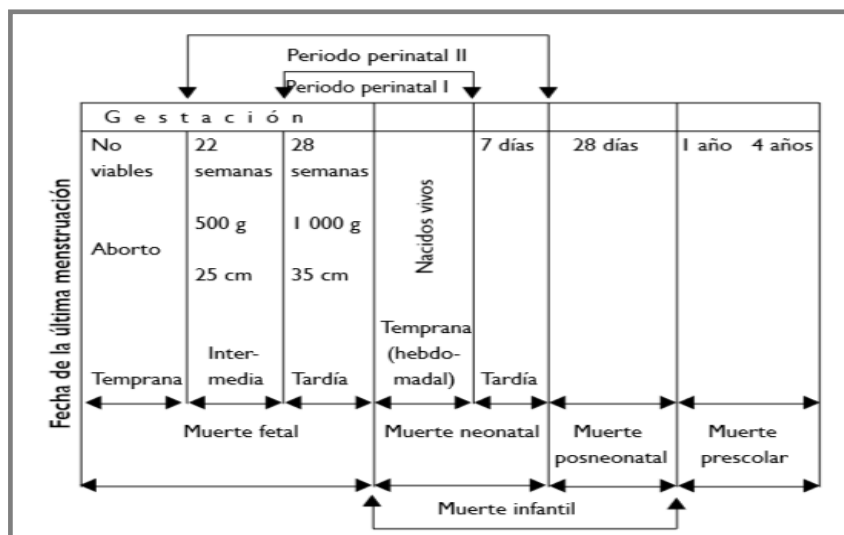 Periodo perinatal II
Periodo perinatal I
Gestación
Fecha de la última menstruación
No
viables
Aborto
Temprana
22
semanas
500 g
25 cm
Inter-
media
28
semanas
1 000 g
35 cm
Tardía
Nacidos vivos
Temprana
(hebdo-
madal)
7 días
Tardía
28 días
1 año 4 años
Muerte fetal
Muerte neonatal
Muerte
posneonatal
Muerte
prescolar
Muerte infantil